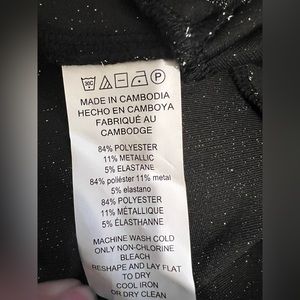 30C P
MADE IN CAMBODIA
HECHO EN CAMBOYA
FABRIQUÉ AU
CAMBODGE
84% POLYESTER
11% METALLIC
5% ELASTANE
84% poliéster 11% metal
5% elastano
84% POLYESTER
11% MÉTALLIQUE
5% ÉLASTHANNE
MACHINE WASH COLD
ONLY NON-CHLORINE
BLEACH
RESHAPE AND LAY FLAT
TO DRY
COOL IRON
OR DRY CLEAN